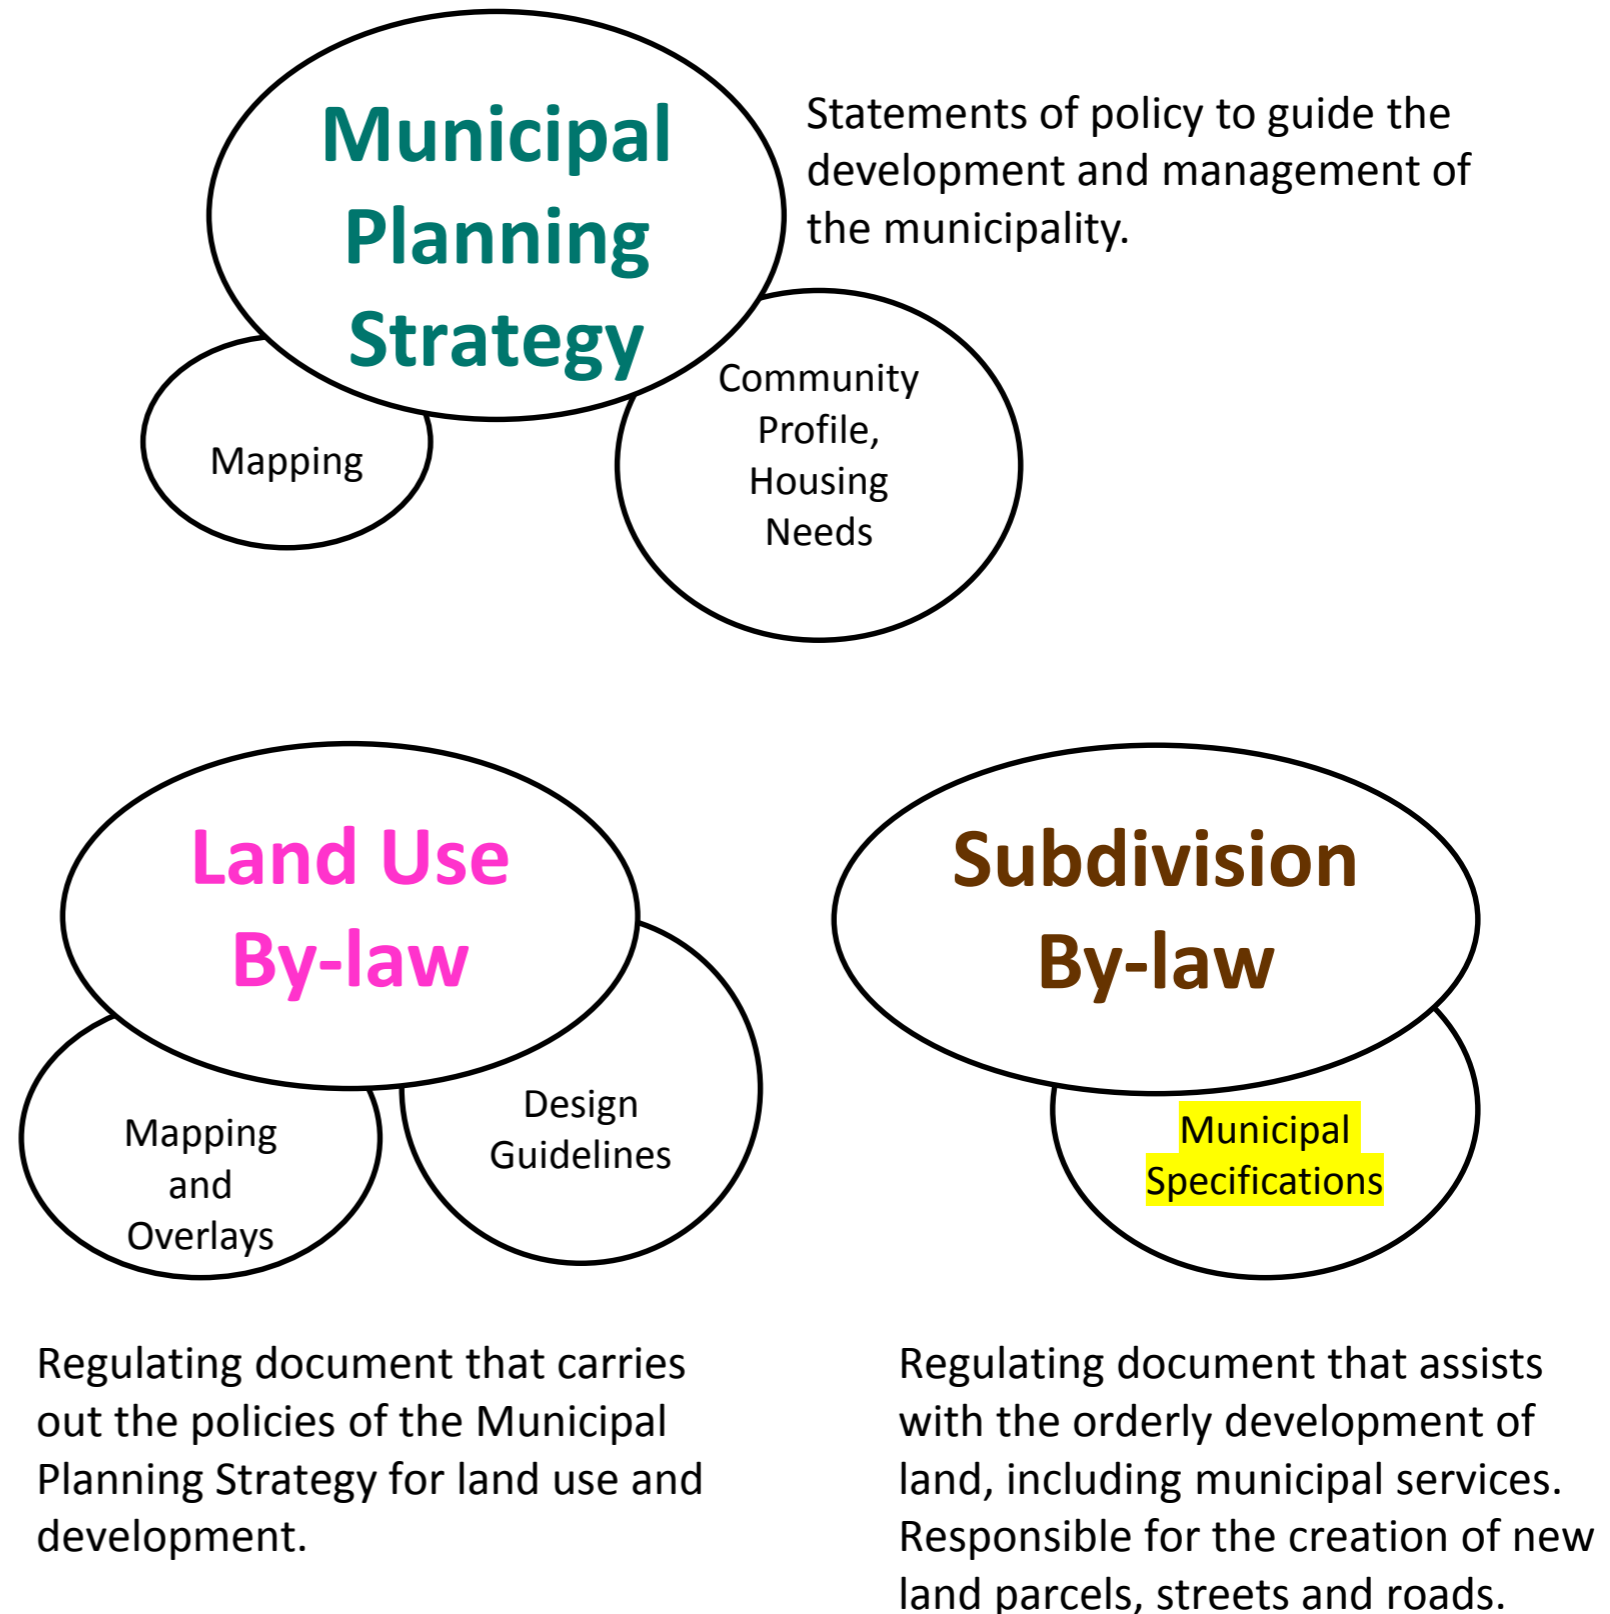 Municipal
Planning
Strategy
Statements of policy to guide the
development and management of
the municipality.
Mapping
Community
Profile,
Housing
Needs
Land Use
By-law
Mapping
and
Overlays
Design
Guidelines
Regulating document that carries
out the policies of the Municipal
Planning Strategy for land use and
development.
Subdivision
By-law
Municipal
Specifications
Regulating document that assists
with the orderly development of
land, including municipal services.
Responsible for the creation of new
land parcels, streets and roads.